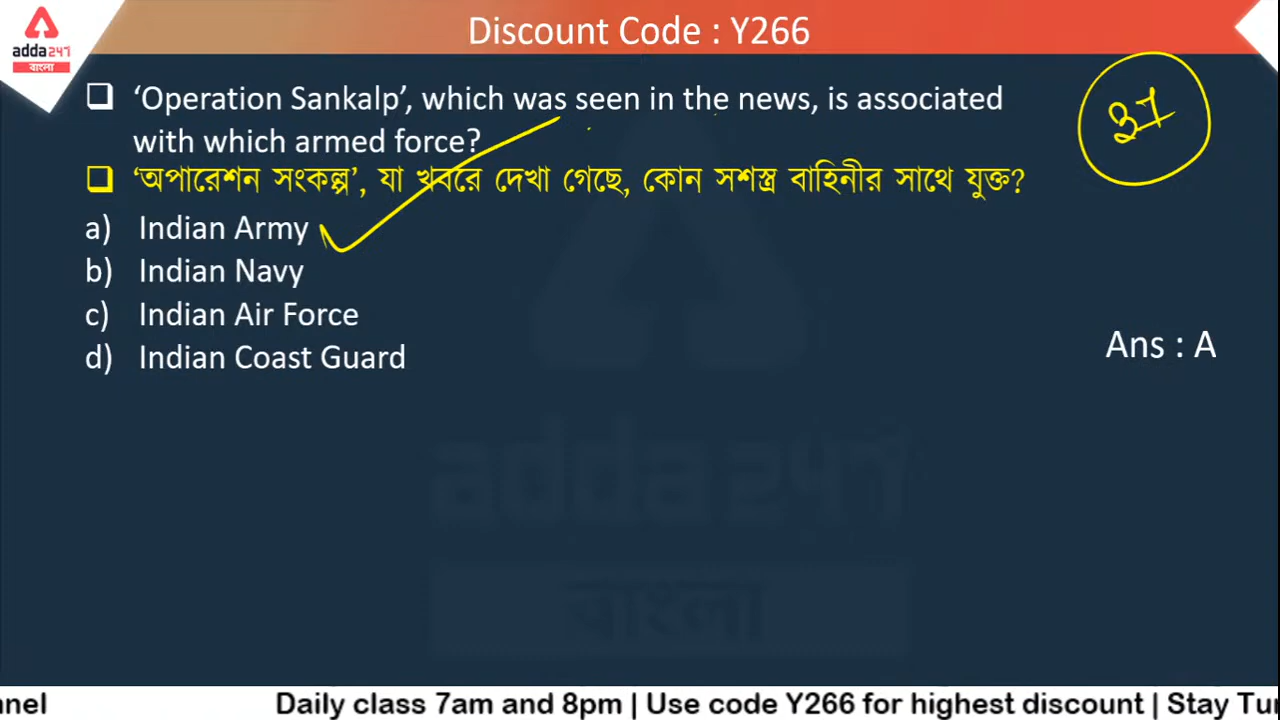 adda247
বাংলা
Discount Code : Y266
‘Operation Sankalp’, which was seen in the news, is associated
with which armed force?
37
‘অপারেশন সংকল্প’, যা খবরে দেখা গেছে, কোন সশস্ত্র বাহিনীর সাথে যুক্ত?
a) Indian Army
b) Indian Navy
c) Indian Air Force
d) Indian Coast Guard
Ans : A
adda247
বাংলা
nnel Daily class 7am and 8pm | Use code Y266 for highest discount | Stay Tu